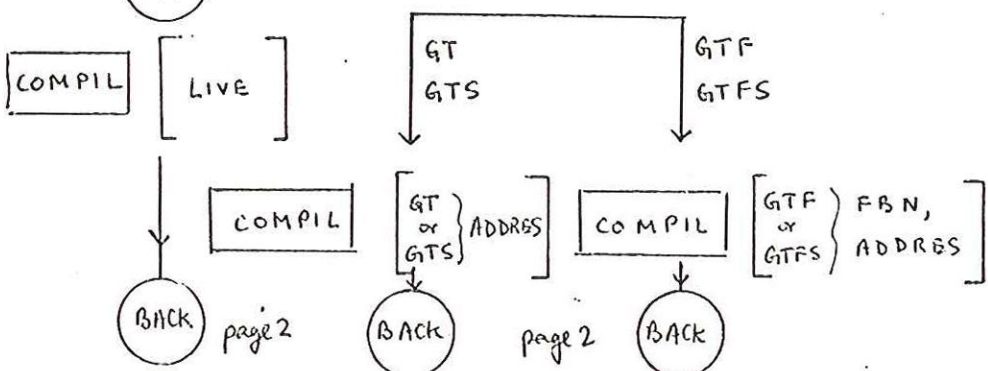 GT
GTS
GTF
GTFS
COMPIL
LIVE
COMPIL
GT
or
GTS
ADDRES
COMPIL
GTF
or
GTFS
FBN,
ADDRES
BACK
page 2
BACK
page 2
BACK